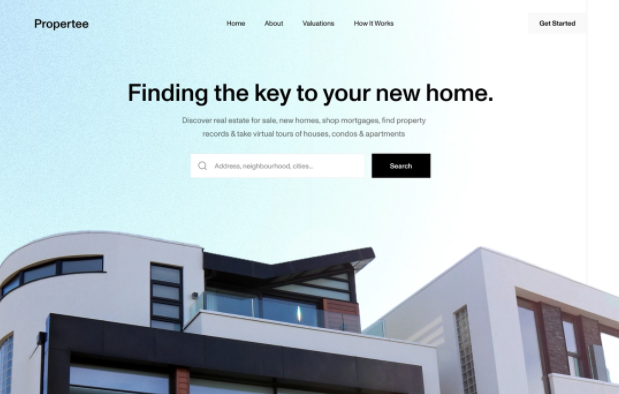 Propertee
Home
About
Valuations
How It Works
Get Started
Finding the key to your new home.
Discover real estate for sale, new homes, shop mortgages, find property
records & take virtual tours of houses, condos & apartments
Address, neighbourhood, cities...
Search